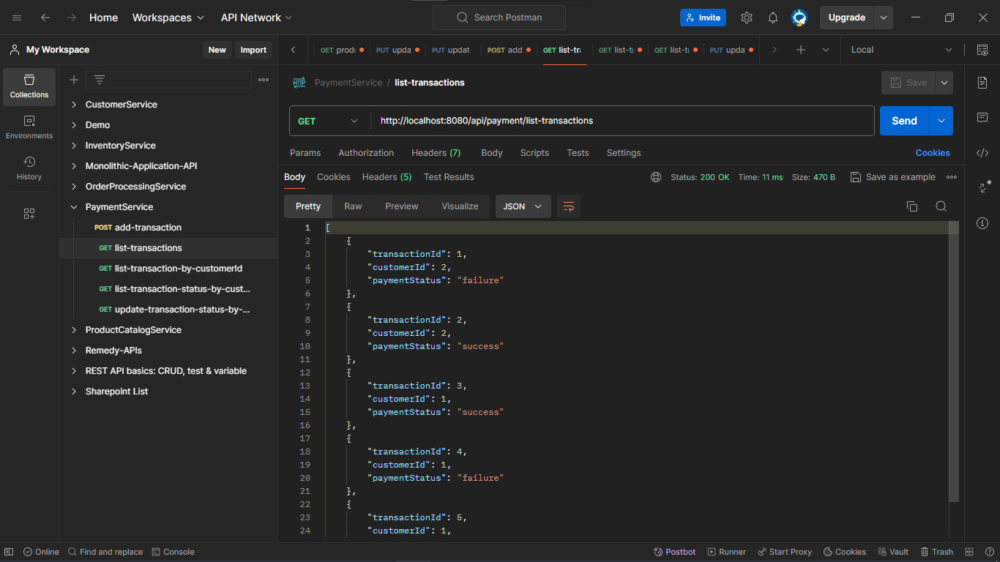 Home Workspaces API Network Search Postman Invite Upgrade
My Workspace New Import GET produ PUT upda PUT updat POST add GET list-tra GET list-tr GET list-tr PUT upda Local
Collections
Environments
History
CustomerService
Demo
InventoryService
Monolithic-Application-API
OrderProcessingService
PaymentService
POST add-transaction
GET list-transactions
GET list-transaction-by-customerId
GET list-transaction-status-by-cust...
GET update-transaction-status-by-...
ProductCatalogService
Remedy-APIs
REST API basics: CRUD, test & variable
Sharepoint List
HTTP PaymentService / list-transactions Save
GET http://localhost:8080/api/payment/list-transactions Send
Params Authorization Headers (7) Body Scripts Tests Settings Cookies
Body Cookies Headers (5) Test Results Status: 200 OK Time: 11 ms Size: 470 B Save as example
Pretty Raw Preview Visualize JSON
1 [
2 {
3 "transactionId": 1,
4 "customerId": 2,
5 "paymentStatus": "failure"
6 },
7 {
8 "transactionId": 2,
9 "customerId": 2,
10 "paymentStatus": "success"
11 },
12 {
13 "transactionId": 3,
14 "customerId": 1,
15 "paymentStatus": "success"
16 },
17 {
18 "transactionId": 4,
19 "customerId": 1,
20 "paymentStatus": "failure"
21 },
22 {
23 "transactionId": 5,
24 "customerId": 1,
Online Find and replace Console Postbot Runner Start Proxy Cookies Vault Trash